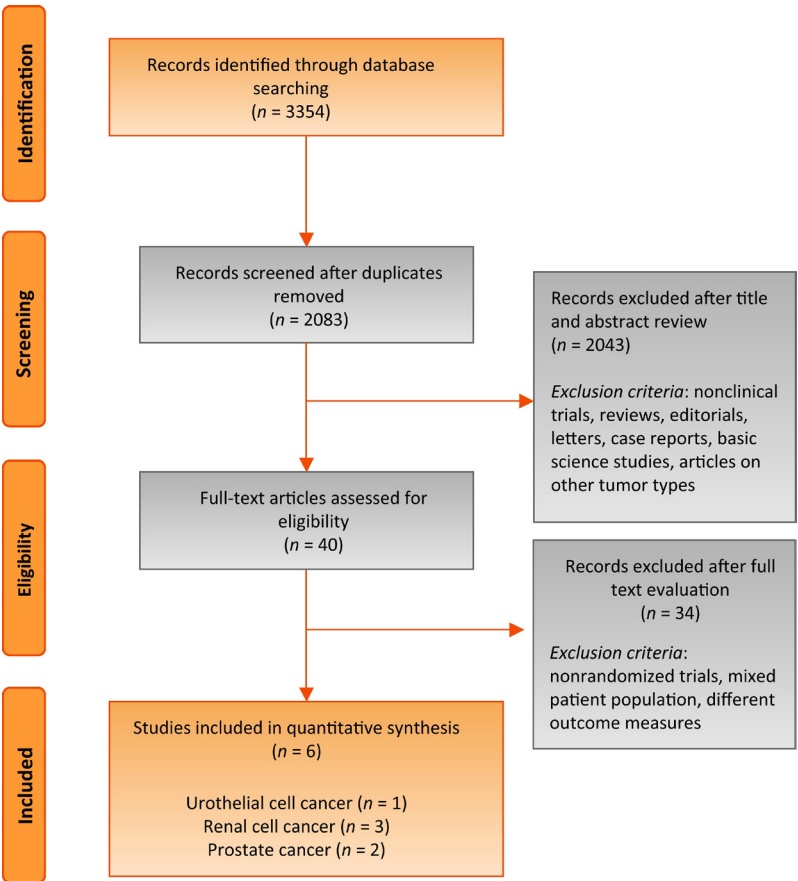 Identification
Records identified through database
searching
(n = 3354)
Screening
Records screened after duplicates
removed
(n = 2083)
Records excluded after title
and abstract review
(n = 2043)
Exclusion criteria: nonclinical
trials, reviews, editorials,
letters, case reports, basic
science studies, articles on
other tumor types
Eligibility
Full-text articles assessed for
eligibility
(n = 40)
Records excluded after full
text evaluation
(n = 34)
Exclusion criteria:
nonrandomized trials, mixed
patient population, different
outcome measures
Included
Studies included in quantitative synthesis
(n = 6)
Urothelial cell cancer (n = 1)
Renal cell cancer (n = 3)
Prostate cancer (n = 2)